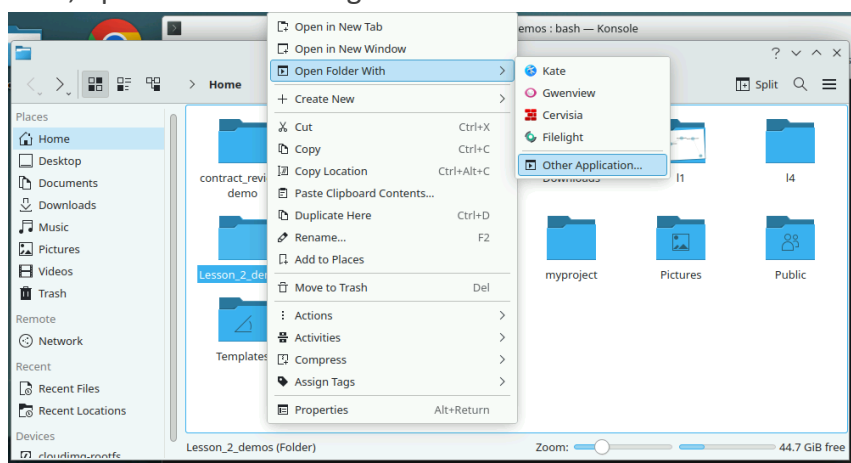 emos : bash — Konsole
Home
Split
Places
Home
Desktop
Documents
Downloads
Music
Pictures
Videos
Trash
Remote
Network
Recent
Recent Files
Recent Locations
Devices
cloudimg-rootfs
contract_revi
demo
Lesson_2_de
Templates
Open in New Tab
Open in New Window
Open Folder With
Create New
Cut Ctrl+X
Copy Ctrl+C
Copy Location Ctrl+Alt+C
Paste Clipboard Contents...
Duplicate Here Ctrl+D
Rename... F2
Add to Places
Move to Trash Del
Actions
Activities
Compress
Assign Tags
Properties Alt+Return
Kate
Gwenview
Cervisia
Filelight
Other Application...
Downloads
l1
l4
myproject
Pictures
Public
Lesson_2_demos (Folder)
Zoom:
44.7 GiB free